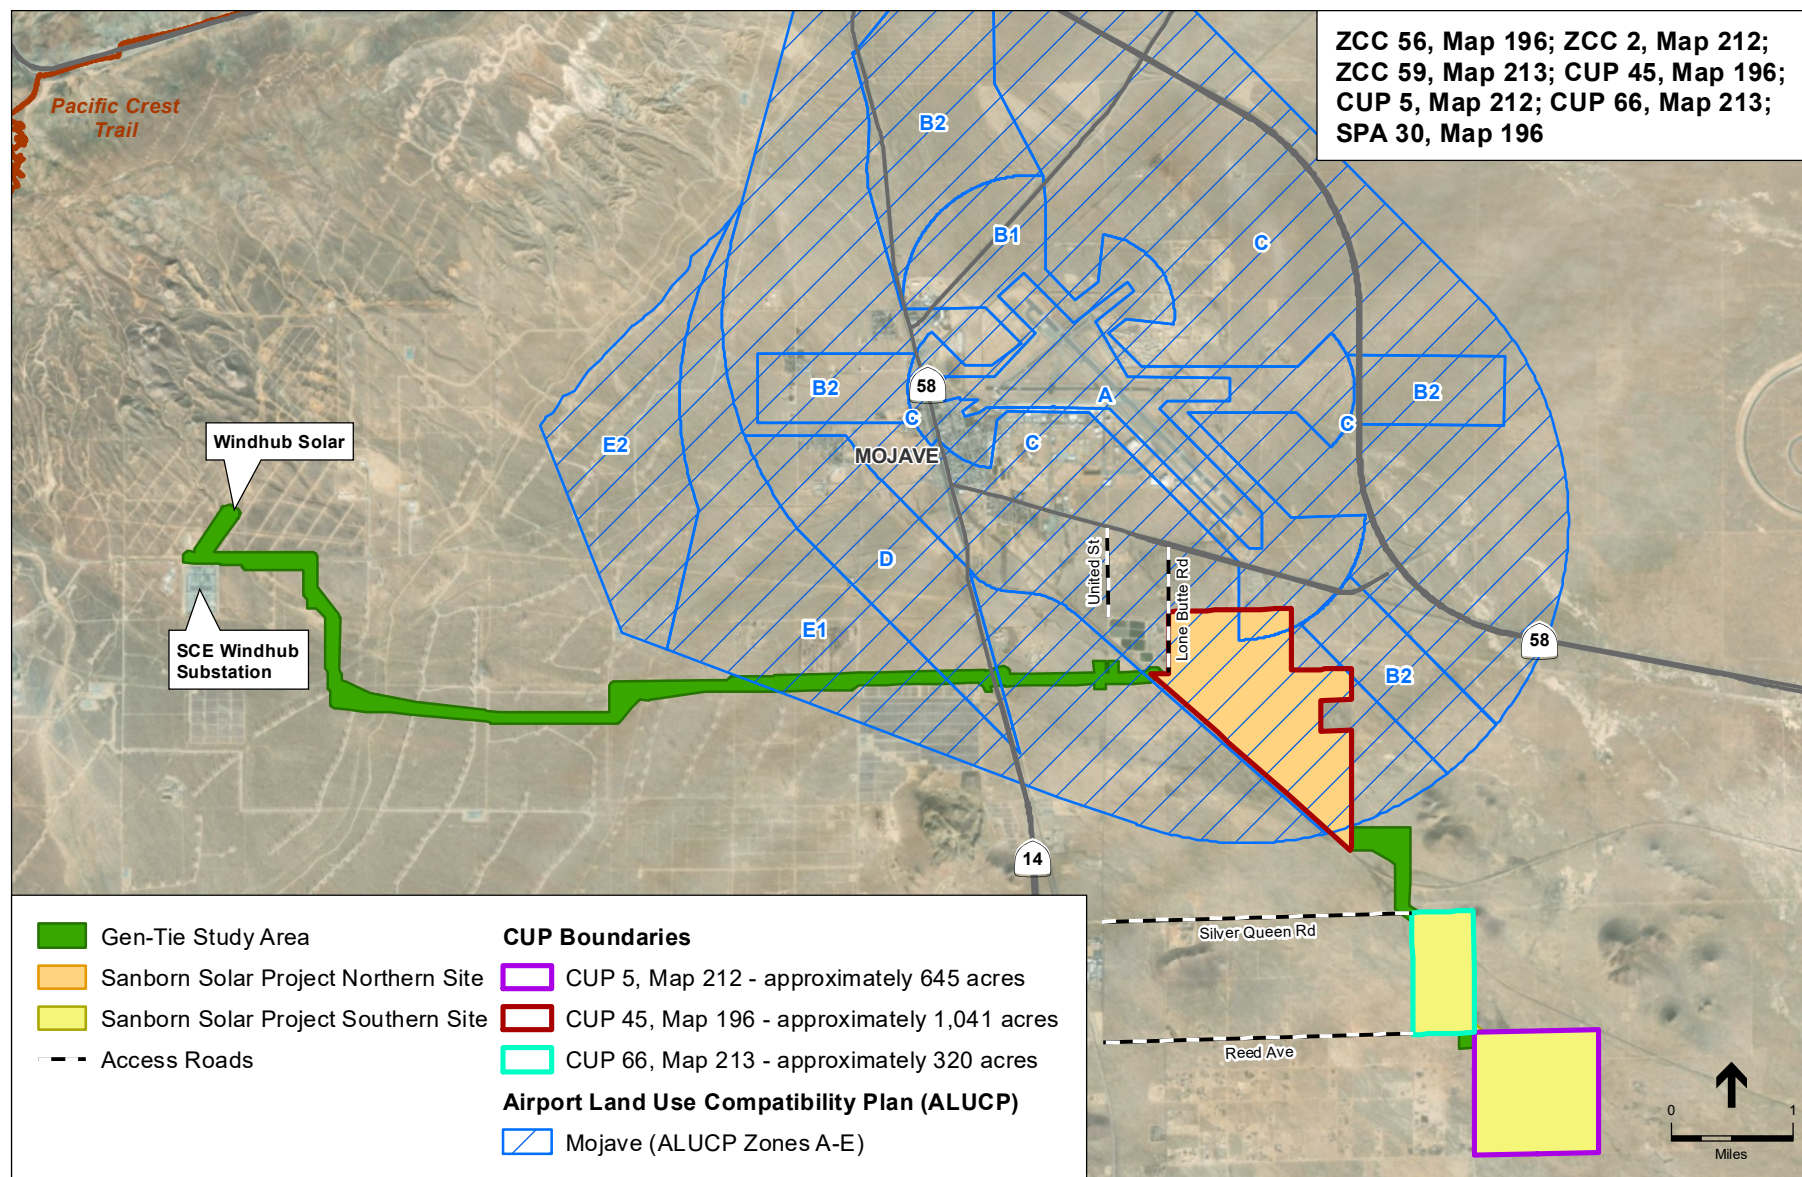 ZCC 56, Map 196; ZCC 2, Map 212;
ZCC 59, Map 213; CUP 45, Map 196;
CUP 5, Map 212; CUP 66, Map 213;
SPA 30, Map 196
Pacific Crest
Trail
B2
B1
C
B2
58
A
B2
C
C
C
E2
MOJAVE
Windhub Solar
D
United St
Lone Butte Rd
E1
SCE Windhub
Substation
58
B2
14
Silver Queen Rd
Reed Ave
Gen-Tie Study Area
Sanborn Solar Project Northern Site
Sanborn Solar Project Southern Site
Access Roads
CUP Boundaries
CUP 5, Map 212 - approximately 645 acres
CUP 45, Map 196 - approximately 1,041 acres
CUP 66, Map 213 - approximately 320 acres
Airport Land Use Compatibility Plan (ALUCP)
Mojave (ALUCP Zones A-E)
0 1
Miles